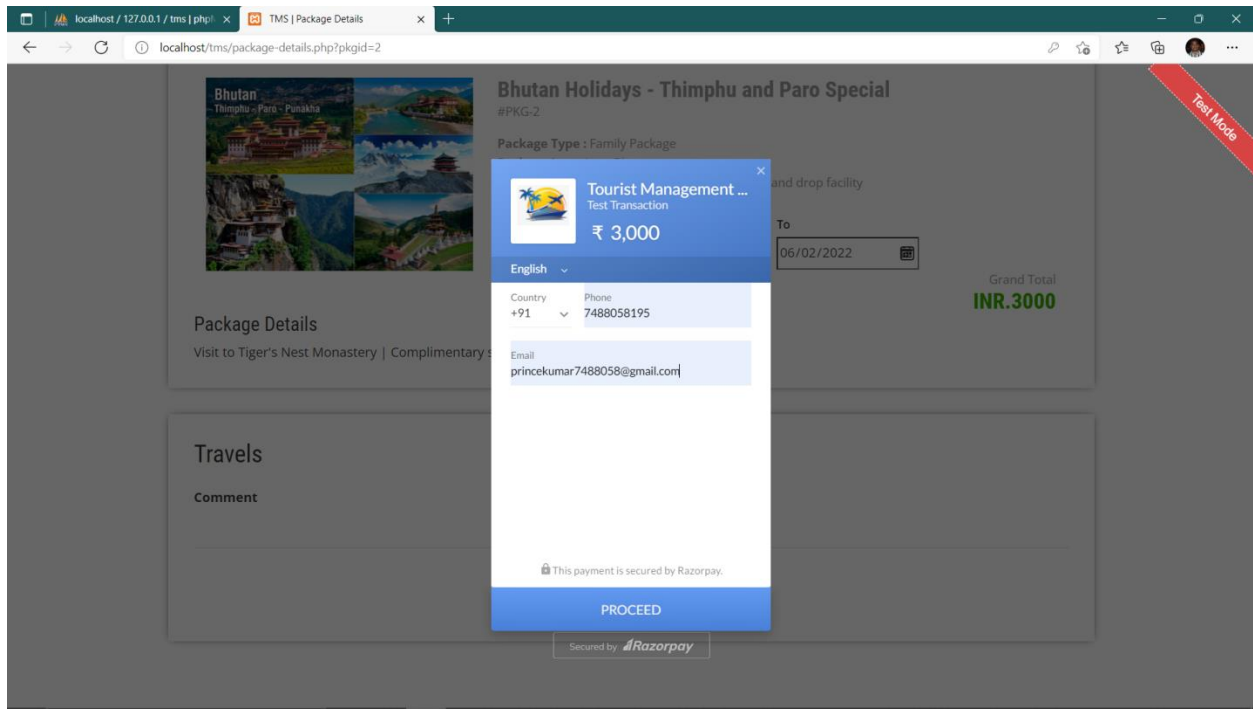 localhost / 127.0.0.1 / tms | php
TMS | Package Details
localhost/tms/package-details.php?pkgid=2
Test Mode
Bhutan
Thimphu - Paro - Punakha
Bhutan Holidays - Thimphu and Paro Special
#PKG-2
Package Type : Family Package
and drop facility
To
06/02/2022
Grand Total
INR.3000
Package Details
Visit to Tiger's Nest Monastery | Complimentary
Tourist Management ...
Test Transaction
₹ 3,000
English
Country
+91
Phone
7488058195
Email
princekumar7488058@gmail.com
This payment is secured by Razorpay.
PROCEED
Secured by Razorpay
Travels
Comment